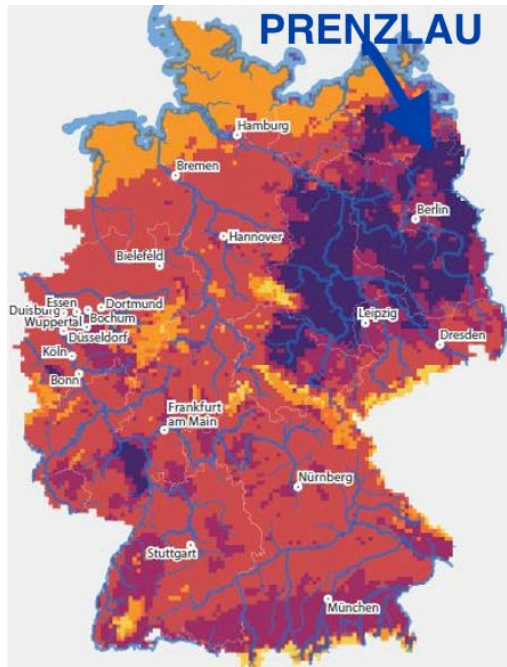 PRENZLAU
Hamburg
Bremen
Berlin
Hannover
Bielefeld
Essen
Dortmund
Duisburg
Bochum
Wuppertal
Düsseldorf
Leipzig
Dresden
Köln
Bonn
Frankfurt
am Main
Nürnberg
Stuttgart
München